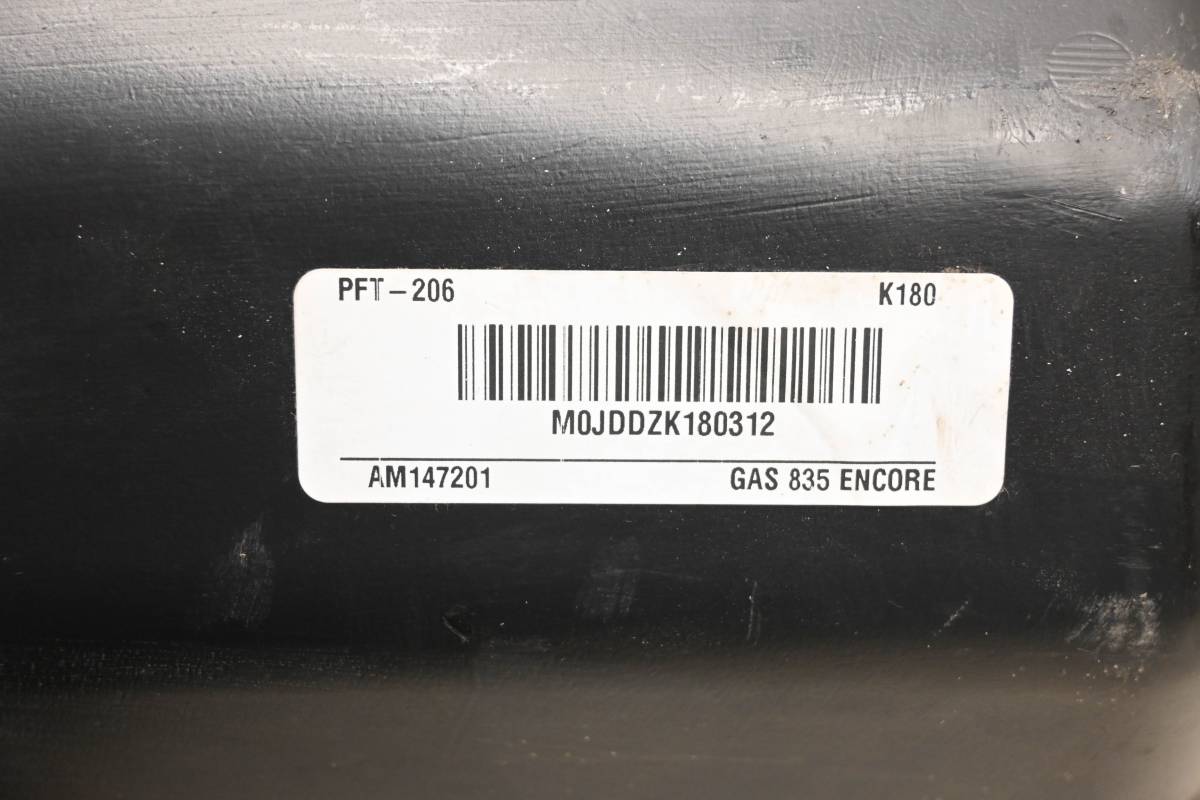 PFT-206 K180
M0JDDZK180312
AM147201 GAS 835 ENCORE